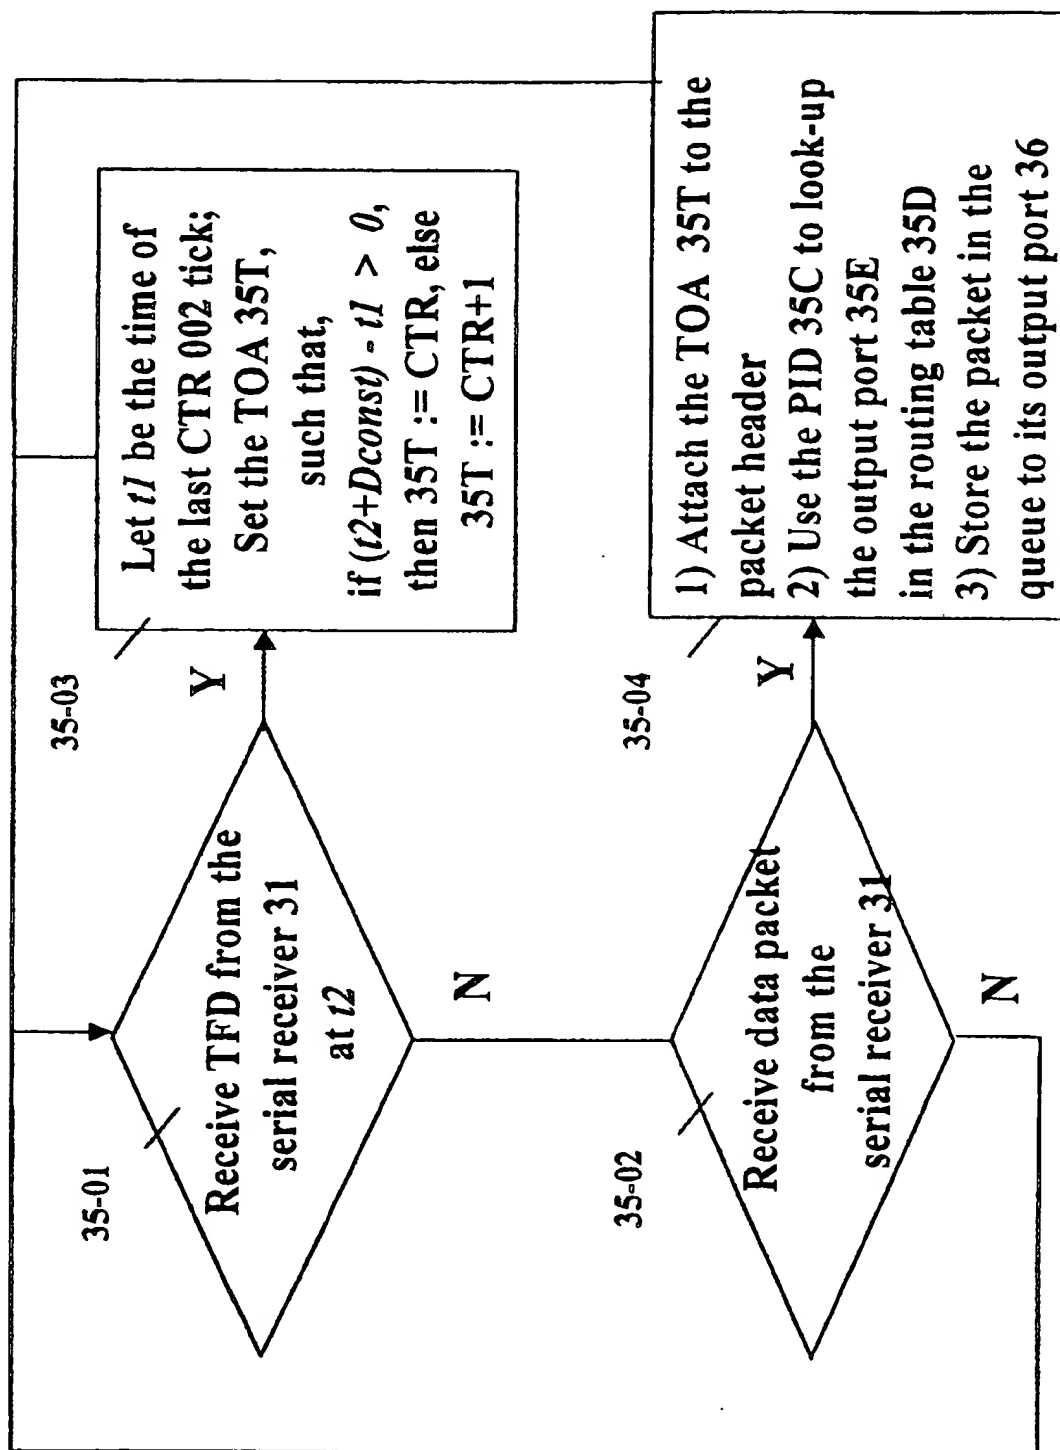 35-01
Receive TFD from the
serial receiver 31
at t2
Y
N
35-03
Let t1 be the time of
the last CTR 002 tick;
Set the TOA 35T,
such that,
if (t2+Dconst) - t1 > 0,
then 35T := CTR, else
35T := CTR+1
35-02
Receive data packet
from the
serial receiver 31
Y
N
35-04
1) Attach the TOA 35T to the
packet header
2) Use the PID 35C to look-up
the output port 35E
in the routing table 35D
3) Store the packet in the
queue to its output port 36